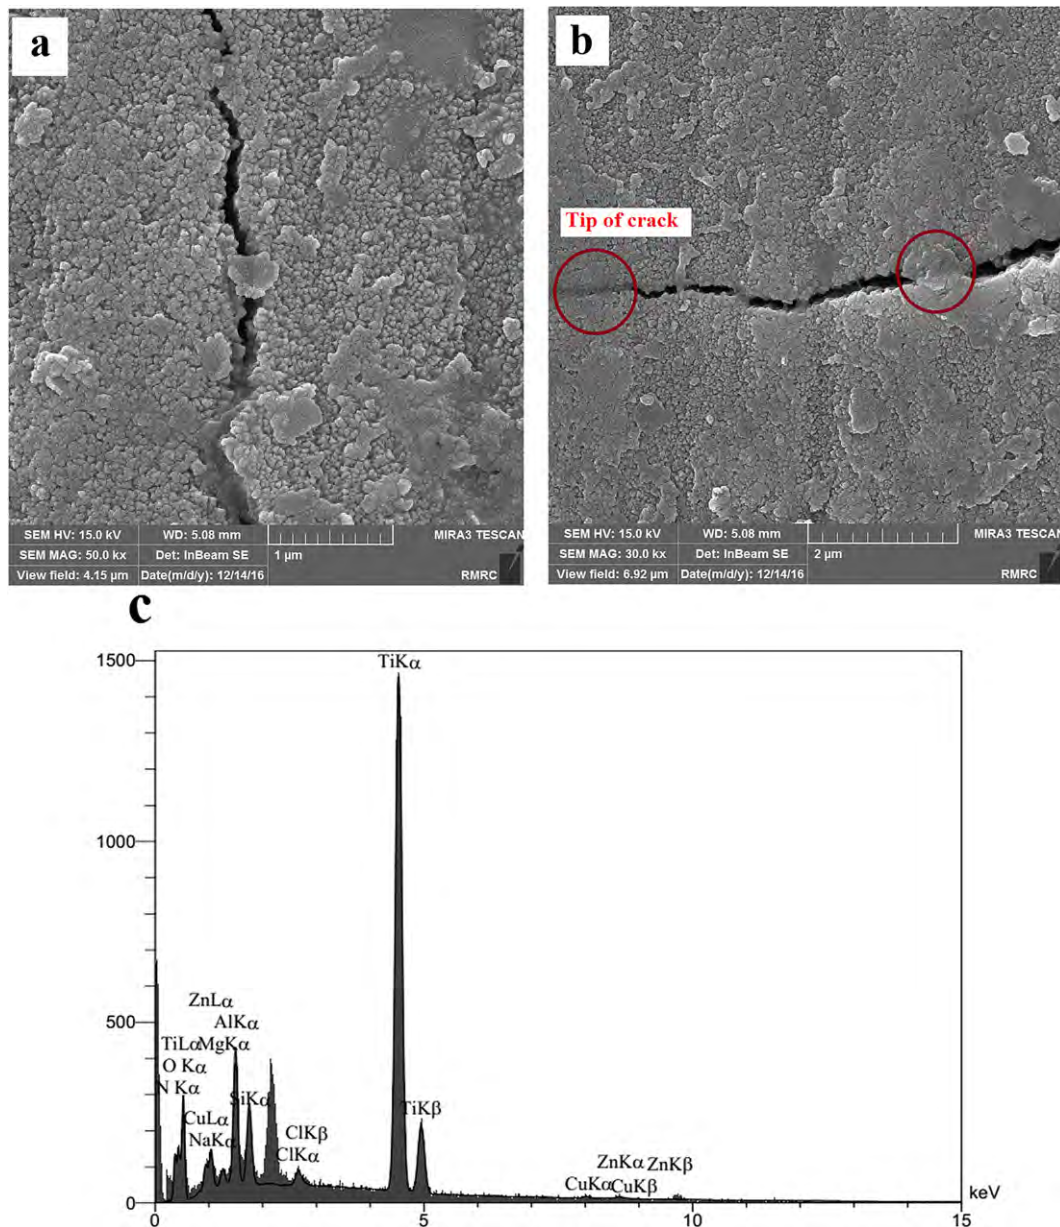 a
SEM HV: 15.0 kV WD: 5.08 mm MIRA3 TESCAN
SEM MAG: 50.0 kx Det: InBeam SE 1 µm
View field: 4.15 µm Date(m/d/y): 12/14/16 RMRC
b
Tip of crack
SEM HV: 15.0 kV WD: 5.08 mm MIRA3 TESCAN
SEM MAG: 30.0 kx Det: InBeam SE 2 µm
View field: 6.92 µm Date(m/d/y): 12/14/16 RMRC
c
1500
1000
500
0
TiKα
ZnLα
AlKα
TiLα MgKα
O Kα
N Kα
SiKα
CuLα
NaKα
ClKβ
ClKα
TiKβ
ZnKα ZnKβ
CuKα CuKβ
0 5 10 15 keV